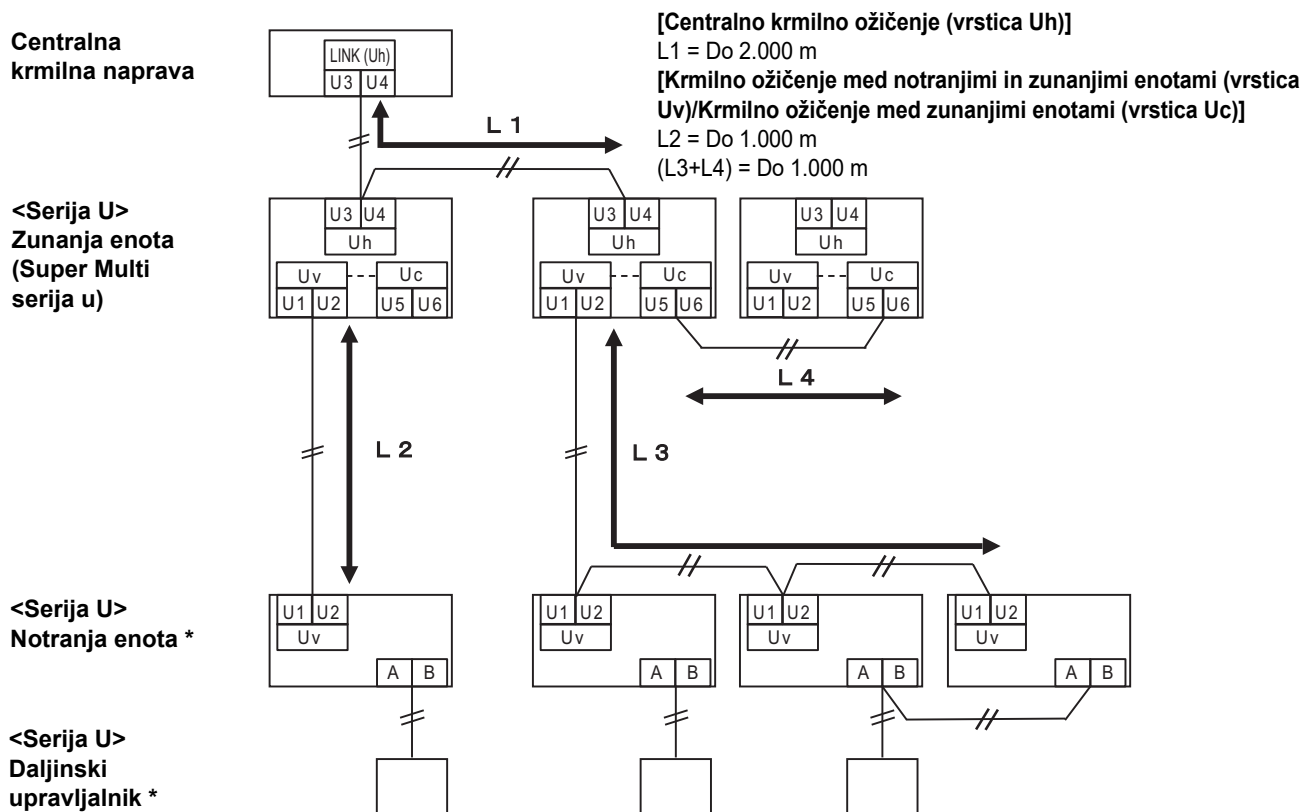 Centralna
krmilna naprava
LINK (Uh)
U3 U4
[Centralno krmilno ožičenje (vrstica Uh)]
L1 = Do 2.000 m
[Krmilno ožičenje med notranjimi in zunanjimi enotami (vrstica
Uv)/Krmilno ožičenje med zunanjimi enotami (vrstica Uc)]
L2 = Do 1.000 m
(L3+L4) = Do 1.000 m
L 1
<Serija U>
Zunanja enota
(Super Multi
serija u)
U3 U4
Uh
Uv Uc
U1 U2 U5 U6
U3 U4
Uh
Uv Uc
U1 U2 U5 U6
U3 U4
Uh
Uv Uc
U1 U2 U5 U6
L 4
L 2
L 3
<Serija U>
Notranja enota *
U1 U2
Uv
A B
U1 U2
Uv
A B
U1 U2
Uv
A B
U1 U2
Uv
A B
<Serija U>
Daljinski
upravljalnik *